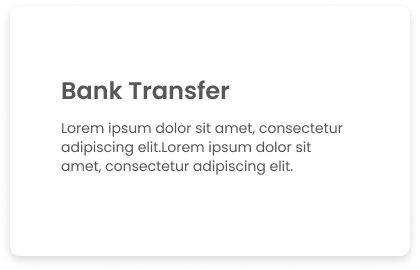 Bank Transfer
Lorem ipsum dolor sit amet, consectetur
adipiscing elit.Lorem ipsum dolor sit
amet, consectetur adipiscing elit.